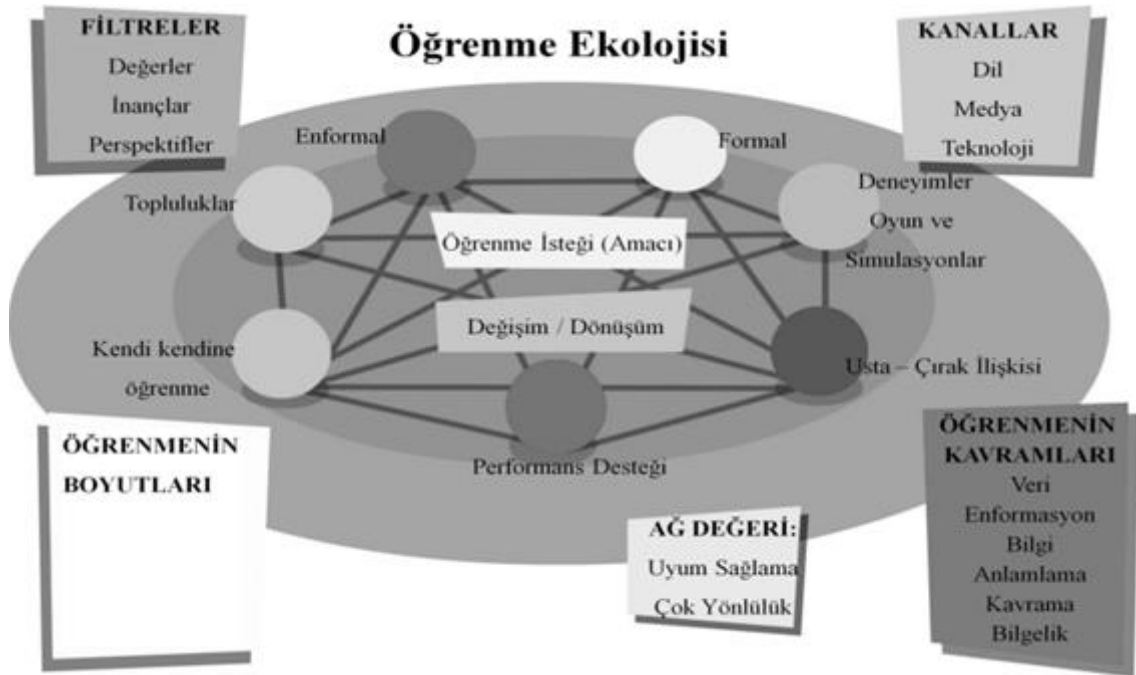 Öğrenme Ekolojisi
FİLTRELER
Değerler
İnançlar
Perspektifler
KANALLAR
Dil
Medya
Teknoloji
Enformal
Formal
Topluluklar
Deneyimler
Oyun ve
Simulasyonlar
Öğrenme İsteği (Amacı)
Değişim / Dönüşüm
Kendi kendine
öğrenme
Usta – Çırak İlişkisi
Performans Desteği
ÖĞRENMENİN
BOYUTLARI
AĞ DEĞERİ:
Uyum Sağlama
Çok Yönlülük
ÖĞRENMENİN
KAVRAMLARI
Veri
Enformasyon
Bilgi
Anlamlama
Kavrama
Bilgelik